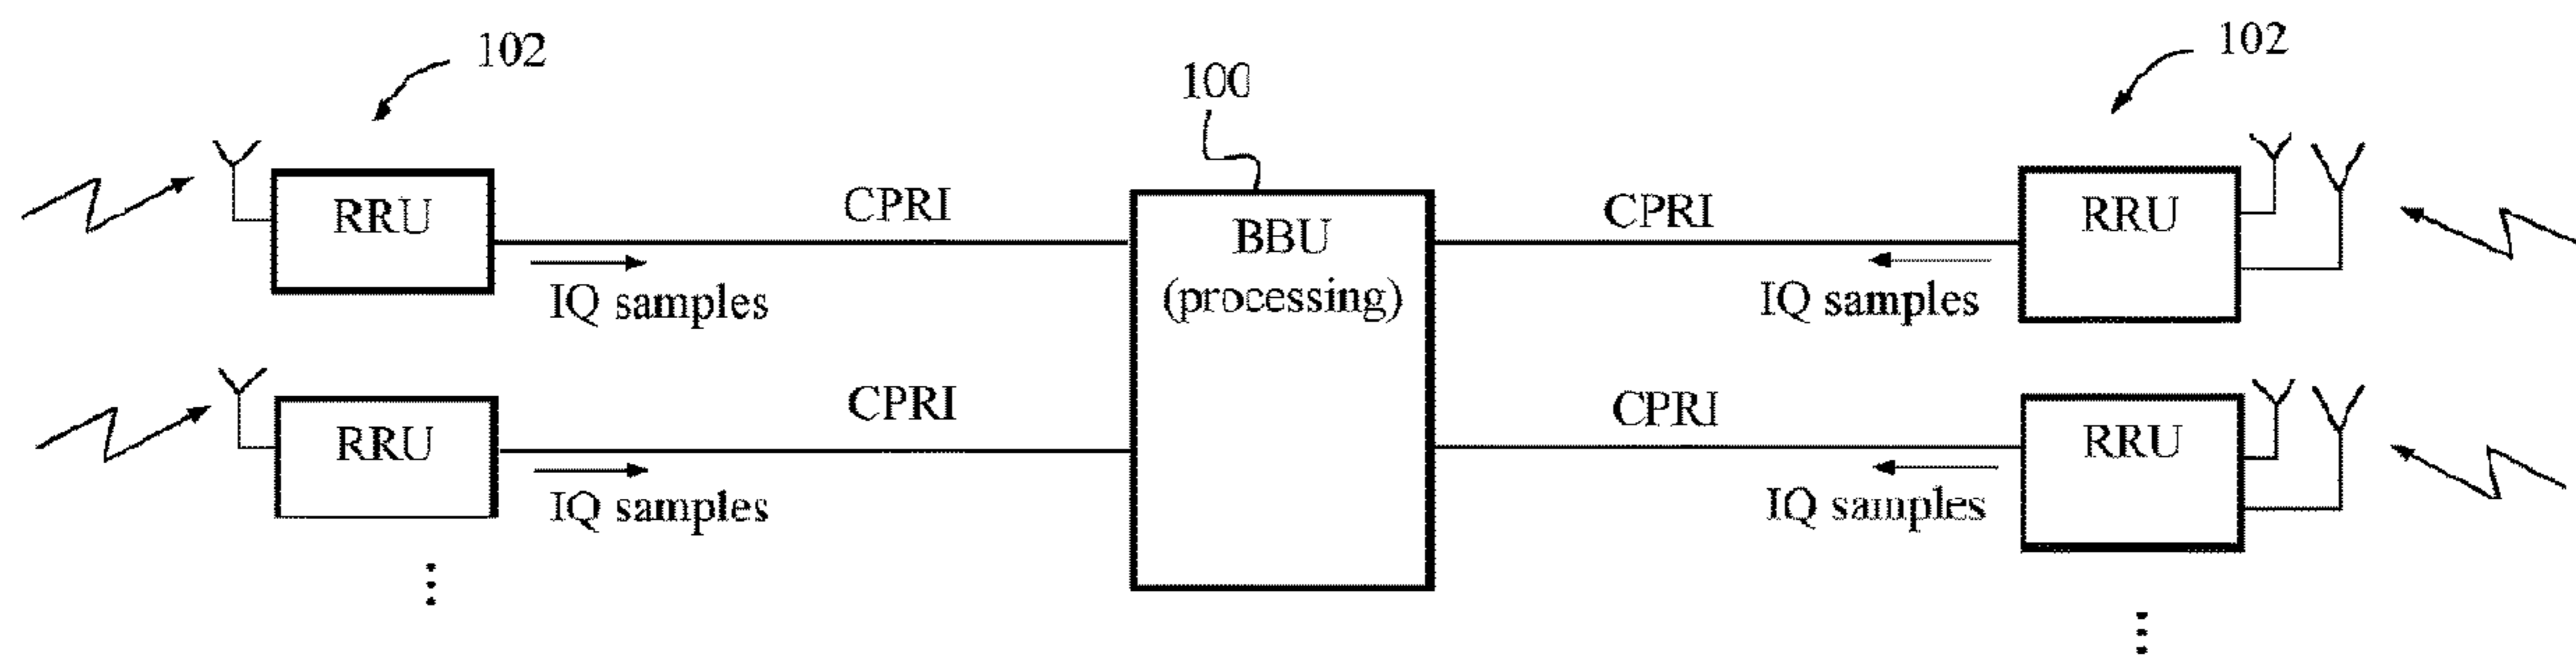 102
102
100
RRU
CPRI
BBU
(processing)
CPRI
RRU
IQ samples
IQ samples
RRU
CPRI
CPRI
RRU
IQ samples
IQ samples